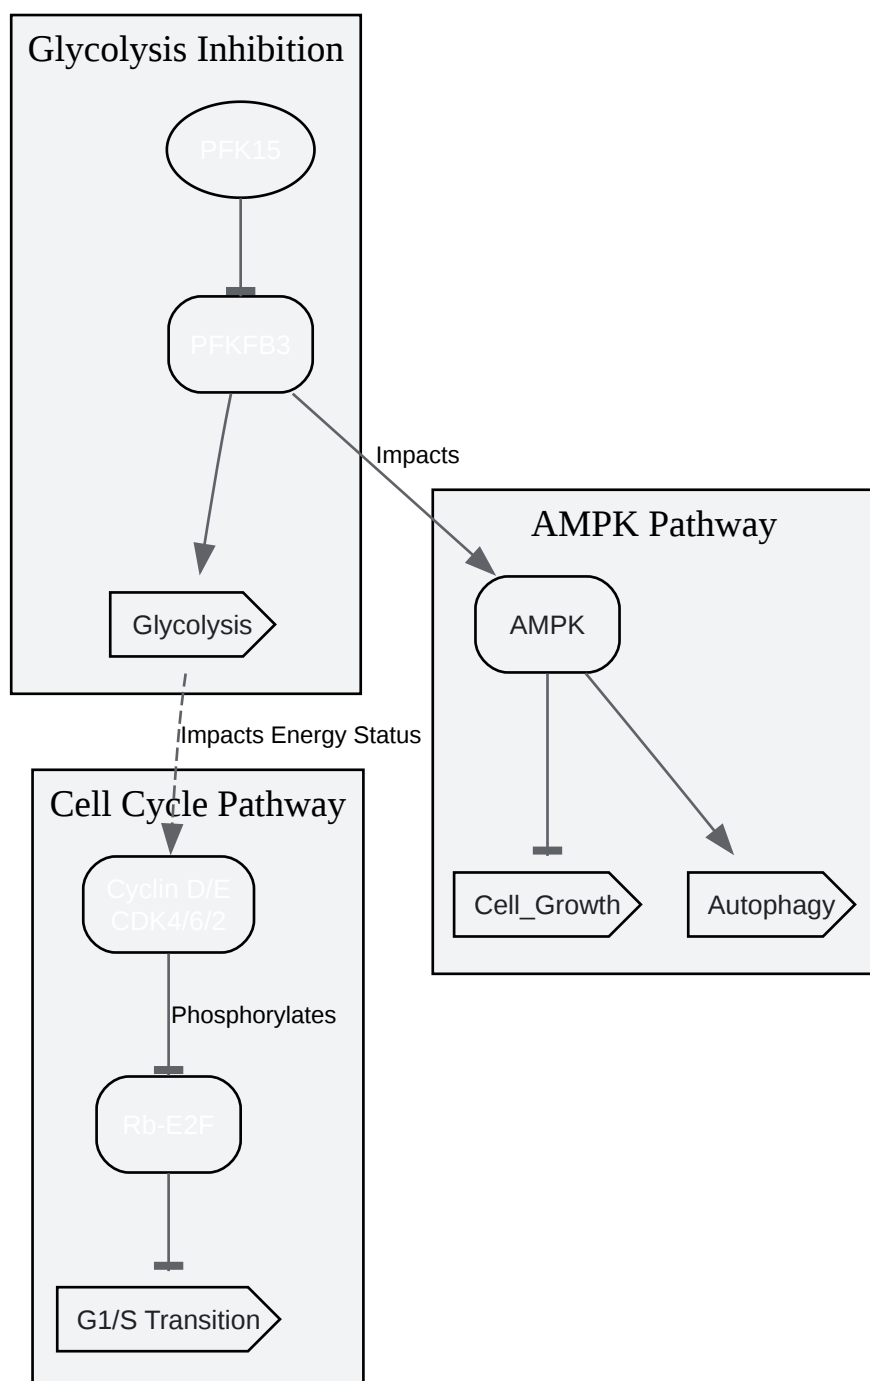 Glycolysis Inhibition
PFK15
PFKFB3
Impacts
Glycolysis
Impacts Energy Status
AMPK Pathway
AMPK
Cell_Growth
Autophagy
Cell Cycle Pathway
Cyclin D/E
CDK4/6/2
Phosphorylates
Rb-E2F
G1/S Transition